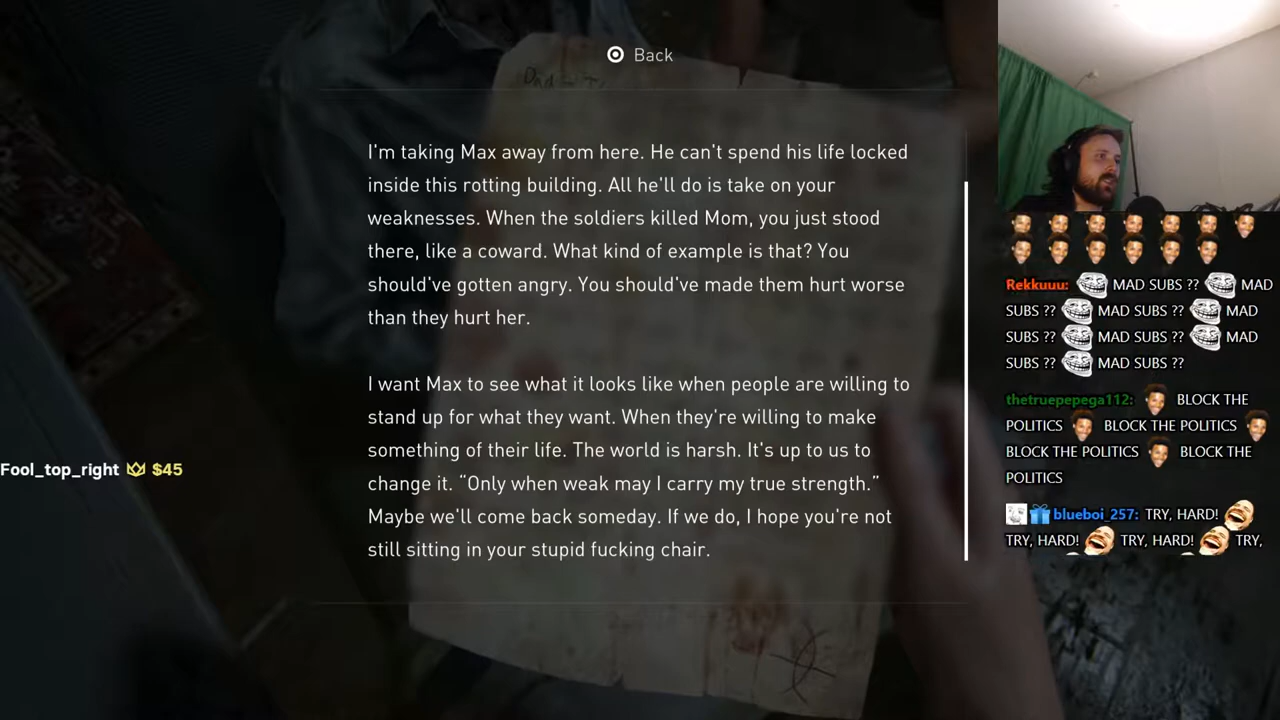 Back
Dad
I'm taking Max away from here. He can't spend his life locked
inside this rotting building. All he'll do is take on your
weaknesses. When the soldiers killed Mom, you just stood
there, like a coward. What kind of example is that? You
should've gotten angry. You should've made them hurt worse
than they hurt her.
I want Max to see what it looks like when people are willing to
stand up for what they want. When they're willing to make
something of their life. The world is harsh. It's up to us to
change it. “Only when weak may I carry my true strength.”
Maybe we'll come back someday. If we do, I hope you're not
still sitting in your stupid fucking chair.
Fool_top_right $45
Rekkuuu: MAD SUBS ?? MAD
SUBS ?? MAD SUBS ?? MAD
SUBS ?? MAD SUBS ?? MAD
SUBS ?? MAD SUBS ??
thetruepepega112: BLOCK THE
POLITICS BLOCK THE POLITICS
BLOCK THE POLITICS BLOCK THE
POLITICS
blueboi_257: TRY, HARD!
TRY, HARD! TRY, HARD! TRY,